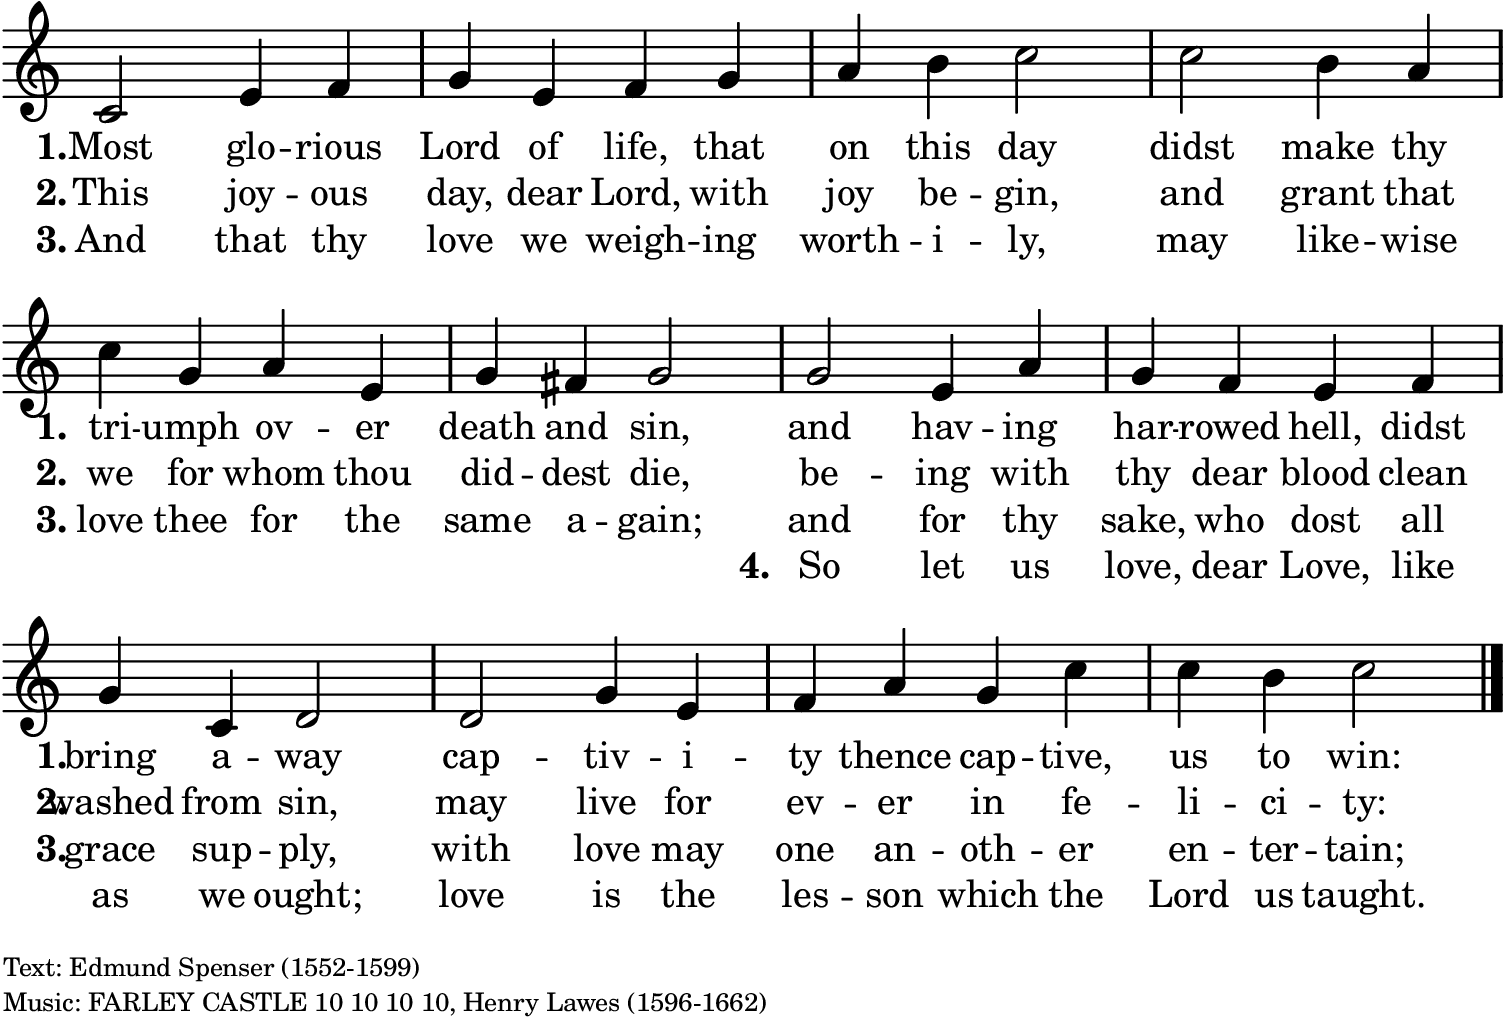 1.Most glo -- rious Lord of life, that on this day didst make thy
2.This joy -- ous day, dear Lord, with joy be -- gin, and grant that
3. And that thy love we weigh -- ing worth -- i -- ly, may like -- wise
1. tri -- umph ov -- er death and sin, and hav -- ing har -- rowed hell, didst
2. we for whom thou did -- dest die, be -- ing with thy dear blood clean
3. love thee for the same a -- gain; and for thy sake, who dost all
4. So let us love, dear Love, like
1.bring a -- way cap -- tiv -- i -- ty thence cap -- tive, us to win:
2.washed from sin, may live for ev -- er in fe -- li -- ci -- ty:
3.grace sup -- ply, with love may one an -- oth -- er en -- ter -- tain;
as we ought; love is the les -- son which the Lord us taught.
Text: Edmund Spenser (1552-1599)
Music: FARLEY CASTLE 10 10 10 10, Henry Lawes (1596-1662)